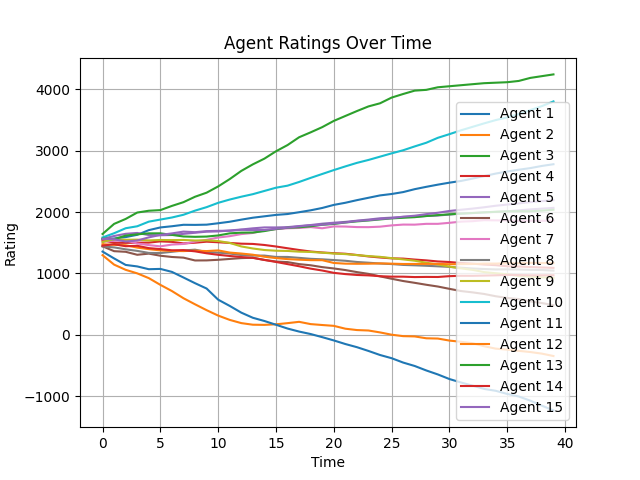 Agent Ratings Over Time
Rating
4000
3000
2000
1000
0
−1000
Agent 1
Agent 2
Agent 3
Agent 4
Agent 5
Agent 6
Agent 7
Agent 8
Agent 9
Agent 10
Agent 11
Agent 12
Agent 13
Agent 14
Agent 15
0 5 10 15 20 25 30 35 40
Time